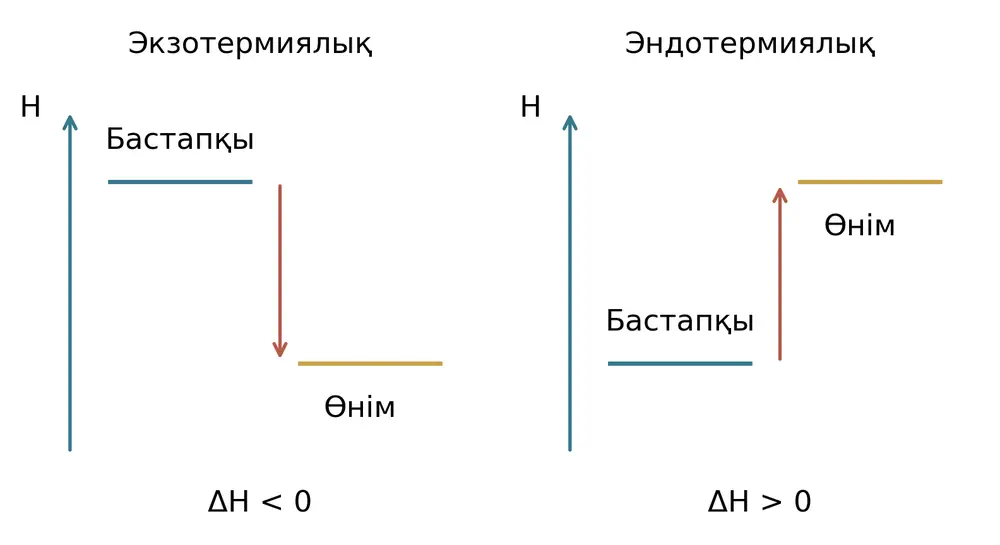 Экзотермиялық
H
Бастапқы
Өнім
ΔH < 0
Эндотермиялық
H
Өнім
Бастапқы
ΔH > 0